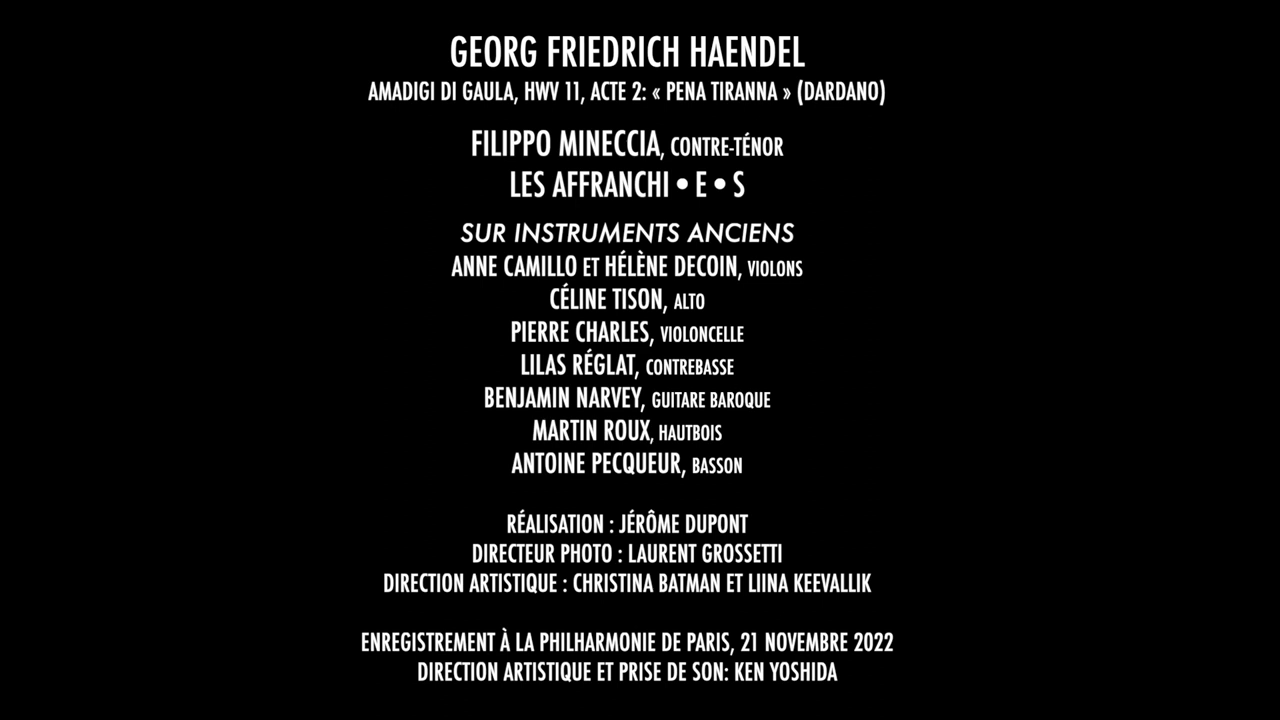 GEORG FRIEDRICH HAENDEL
AMADIGI DI GAULA, HWV 11, ACTE 2: « PENA TIRANNA » (DARDANO)
FILIPPO MINECCIA, CONTRE-TÉNOR
LES AFFRANCHI • E • S
SUR INSTRUMENTS ANCIENS
ANNE CAMILLO ET HÉLÈNE DECOIN, VIOLONS
CÉLINE TISON, ALTO
PIERRE CHARLES, VIOLONCELLE
LILAS RÉGLAT, CONTREBASSE
BENJAMIN NARVEY, GUITARE BAROQUE
MARTIN ROUX, HAUTBOIS
ANTOINE PECQUEUR, BASSON
RÉALISATION : JÉRÔME DUPONT
DIRECTEUR PHOTO : LAURENT GROSSETTI
DIRECTION ARTISTIQUE : CHRISTINA BATMAN ET LIINA KEEVALLIK
ENREGISTREMENT À LA PHILHARMONIE DE PARIS, 21 NOVEMBRE 2022
DIRECTION ARTISTIQUE ET PRISE DE SON: KEN YOSHIDA